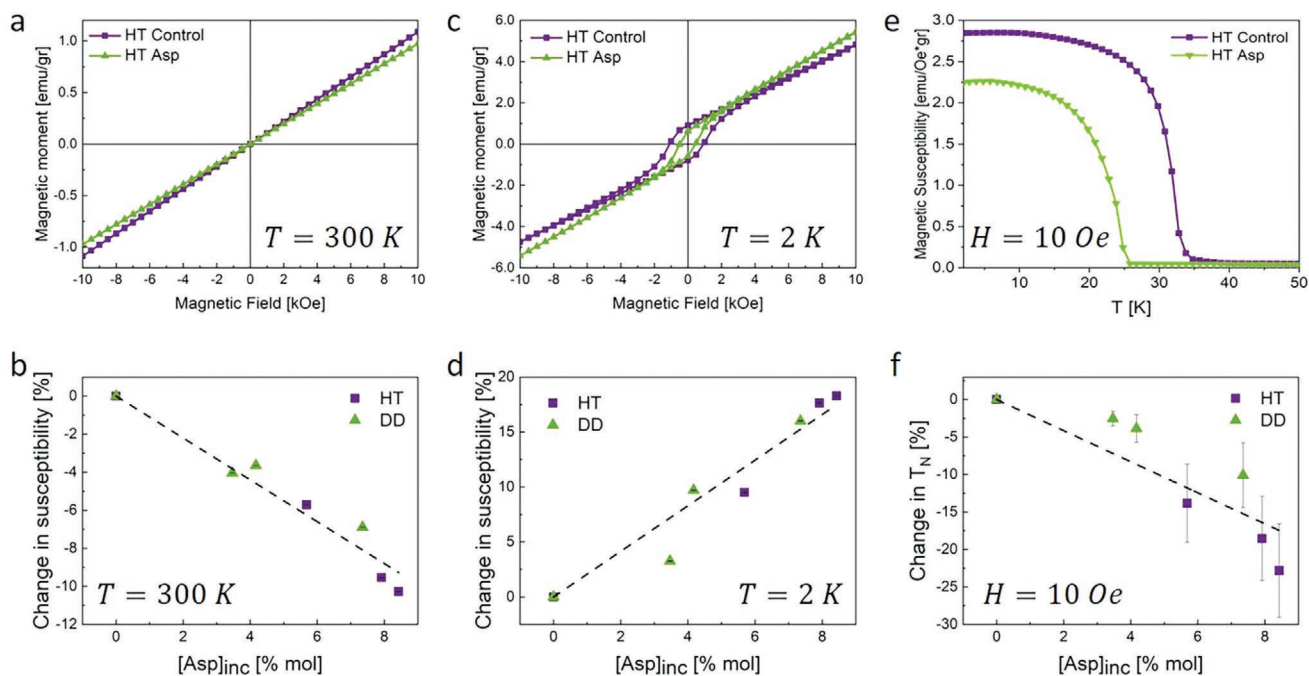 a
HT Control
HT Asp
Magnetic moment [emu/gr]
1.0
0.5
0.0
-0.5
-1.0
T = 300 K
-10 -8 -6 -4 -2 0 2 4 6 8 10
Magnetic Field [kOe]
c
HT Control
HT Asp
Magnetic moment [emu/gr]
6.0
4.0
2.0
0.0
-2.0
-4.0
-6.0
T = 2 K
-10 -8 -6 -4 -2 0 2 4 6 8 10
Magnetic Field [kOe]
e
HT Control
HT Asp
Magnetic Susceptibility [emu/Oe*gr]
3.0
2.5
2.0
1.5
1.0
0.5
0.0
H = 10 Oe
10 20 30 40 50
T [K]
b
HT
DD
Change in susceptibility [%]
0
-2
-4
-6
-8
-10
-12
T = 300 K
0 2 4 6 8
[Asp]inc [% mol]
d
HT
DD
Change in susceptibility [%]
20
15
10
5
0
T = 2 K
0 2 4 6 8
[Asp]inc [% mol]
f
HT
DD
Change in TN [%]
5
0
-5
-10
-15
-20
-25
-30
H = 10 Oe
0 2 4 6 8
[Asp]inc [% mol]